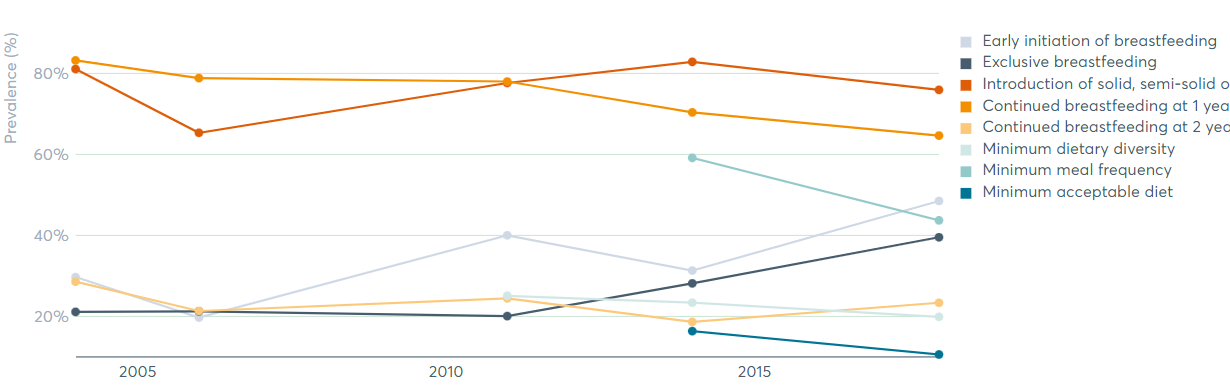 Prevalence (%)
80%
60%
40%
20%
2005
2010
2015
Early initiation of breastfeeding
Exclusive breastfeeding
Introduction of solid, semi-solid o
Continued breastfeeding at 1 yea
Continued breastfeeding at 2 yea
Minimum dietary diversity
Minimum meal frequency
Minimum acceptable diet